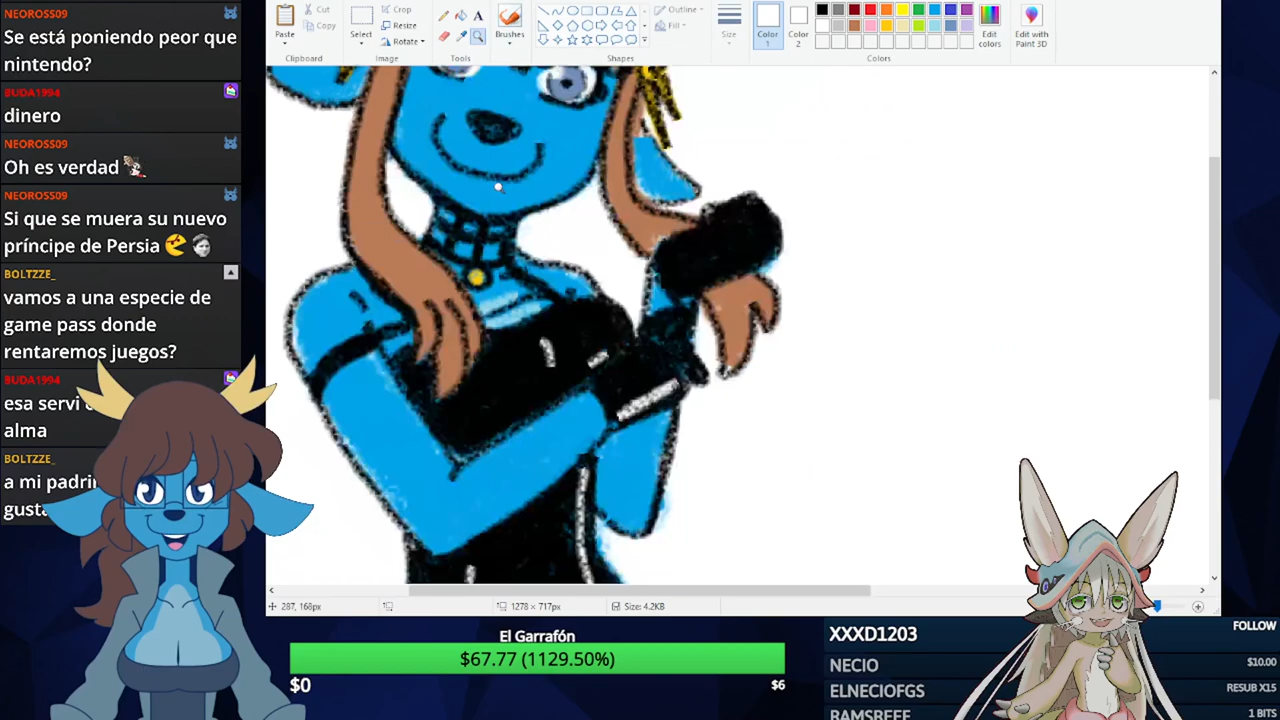 NEOROSS09
Se está poniendo peor que
nintendo?
BUDA1994
dinero
NEOROSS09
Oh es verdad
NEOROSS09
Si que se muera su nuevo
príncipe de Persia
BOLTZZE_
vamos a una especie de
game pass donde
rentaremos juegos?
BUDA1994
esa servi
alma
BOLTZZE_
a mi
Paste
Cut
Copy
Clipboard
Select
Crop
Resize
Rotate
Image
A
Tools
Brushes
Outline
Fill
Shapes
Size
Color
1
Color
2
Edit
colors
Colors
Edit with
Paint 3D
287, 168px
1278 × 717px
Size: 4.2KB
El Garrafón
$67.77 (1129.50%)
$0
$6
XXXD1203
FOLLOW
NECIO
$10.00
ELNECIOFGS
RESUB X15
RAMSREEE
1 BITS